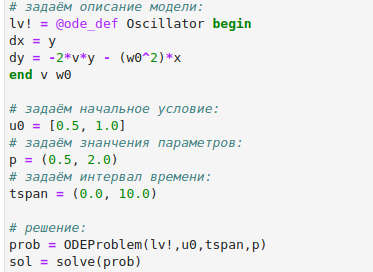 # задаём описание модели:
lv! = @ode_def Oscillator begin
dx = y
dy = -2*v*y - (w0^2)*x
end v w0
# задаём начальное условие:
u0 = [0.5, 1.0]
# задаём знанчения параметров:
p = (0.5, 2.0)
# задаём интервал времени:
tspan = (0.0, 10.0)
# решение:
prob = ODEProblem(lv!,u0,tspan,p)
sol = solve(prob)